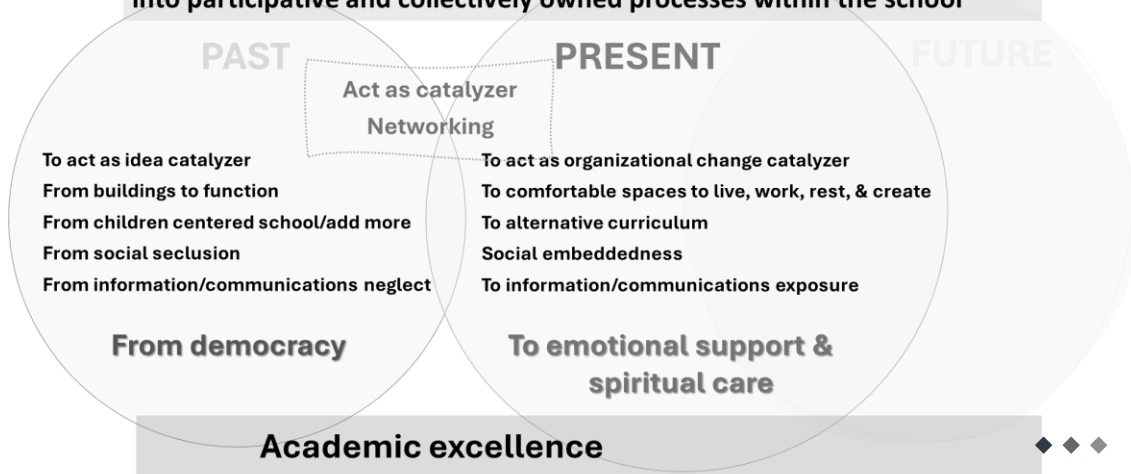 into participative and collectively owned processes within the school
PAST
PRESENT
FUTURE
Act as catalyzer
Networking
To act as idea catalyzer
From buildings to function
From children centered school/add more
From social seclusion
From information/communications neglect
To act as organizational change catalyzer
To comfortable spaces to live, work, rest, & create
To alternative curriculum
Social embeddedness
To information/communications exposure
From democracy
To emotional support &
spiritual care
Academic excellence